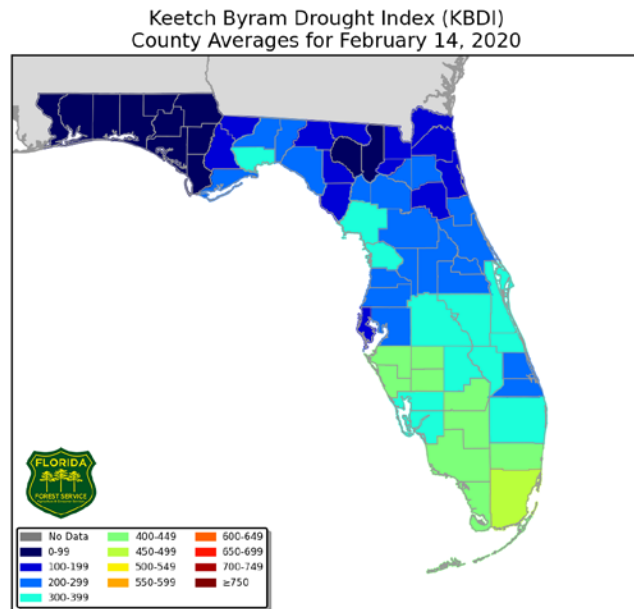 Keetch Byram Drought Index (KBDI)
County Averages for February 14, 2020
FLORIDA
FOREST SERVICE
No Data
0-99
100-199
200-299
300-399
400-449
450-499
500-549
550-599
600-649
650-699
700-749
≥750